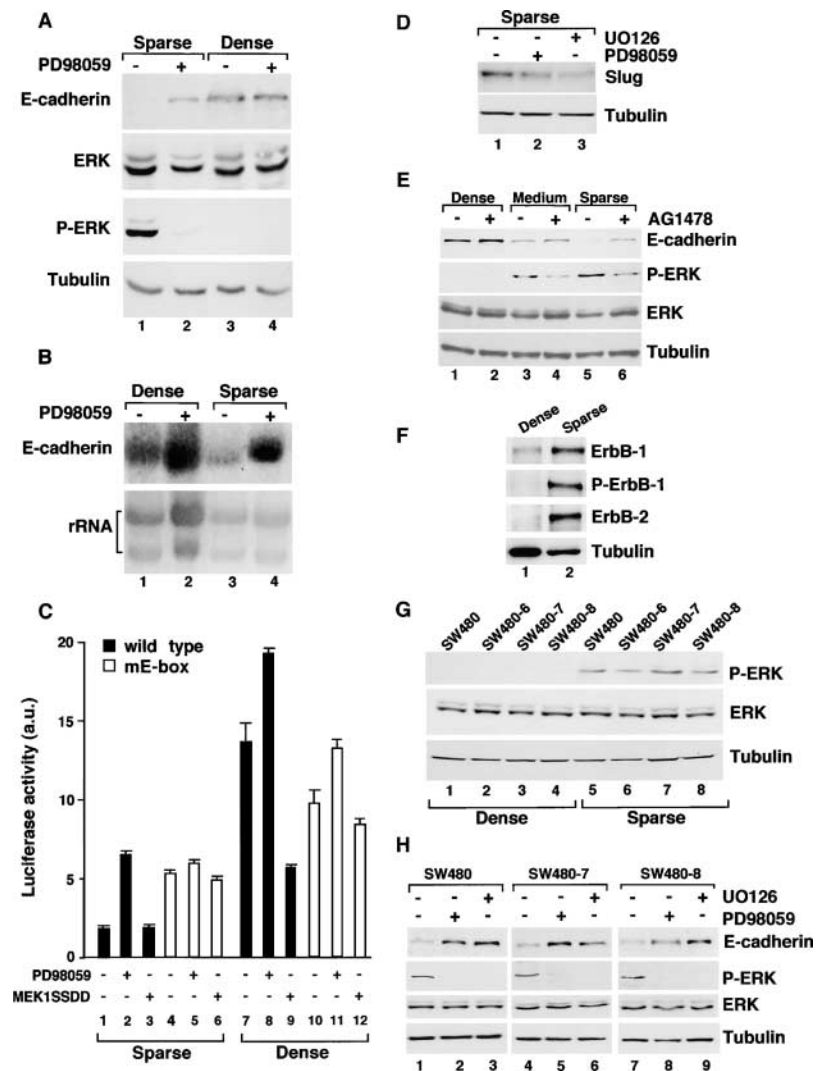 A
Sparse Dense
PD98059 - + - +
E-cadherin
ERK
P-ERK
Tubulin
1 2 3 4
B
Dense Sparse
PD98059 - + - +
E-cadherin
rRNA
1 2 3 4
C
wild type
mE-box
Luciferase activity (a.u.)
20
15
10
5
0
PD98059 + + + +
MEK1SSDD + + + +
1 2 3 4 5 6 7 8 9 10 11 12
Sparse Dense
D
Sparse
- - + UO126
- + - PD98059
Slug
Tubulin
1 2 3
E
Dense Medium Sparse
- + - + - + AG1478
E-cadherin
P-ERK
ERK
Tubulin
1 2 3 4 5 6
F
Dense Sparse
ErbB-1
P-ErbB-1
ErbB-2
Tubulin
1 2
G
SW480 SW480-6 SW480-7 SW480-8 SW480 SW480-6 SW480-7 SW480-8
P-ERK
ERK
Tubulin
1 2 3 4 5 6 7 8
Dense Sparse
H
SW480 SW480-7 SW480-8
- - + - - + - - + UO126
- + - - + - - + - PD98059
E-cadherin
P-ERK
ERK
Tubulin
1 2 3 4 5 6 7 8 9